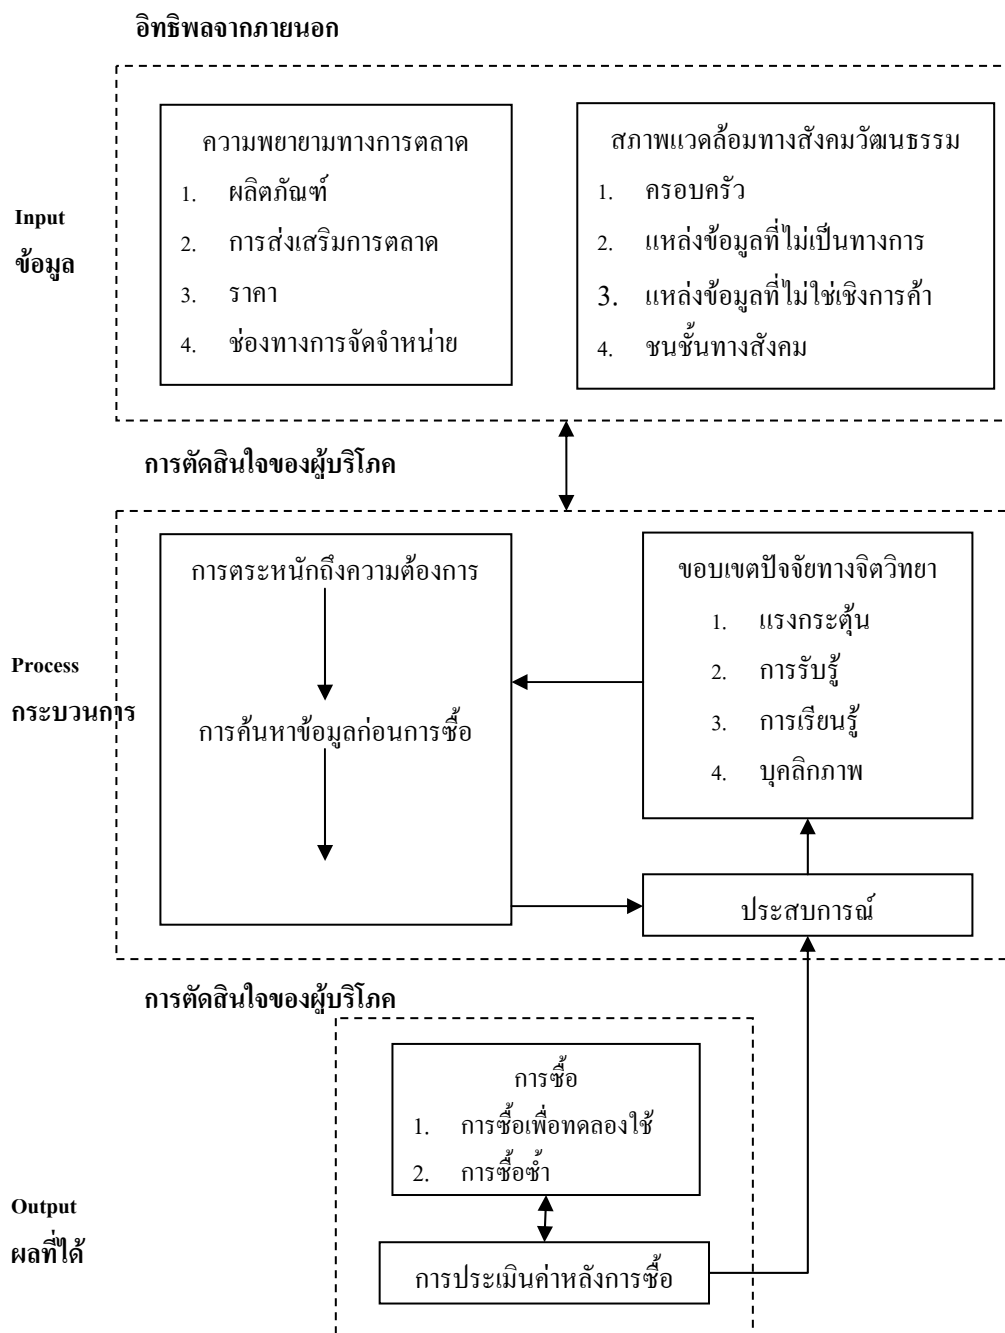 อิทธิพลจากภายนอก
ความพยายามทางการตลาด
1. ผลิตภัณฑ์
2. การส่งเสริมการตลาด
3. ราคา
4. ช่องทางการจัดจำหน่าย
สภาพแวดล้อมทางสังคมวัฒนธรรม
1. ครอบครัว
2. แหล่งข้อมูลที่ไม่เป็นทางการ
3. แหล่งข้อมูลที่ไม่ใช่เชิงการค้า
4. ชนชั้นทางสังคม
Input
ข้อมูล
การตัดสินใจของผู้บริโภค
การตระหนักถึงความต้องการ
การค้นหาข้อมูลก่อนการซื้อ
ขอบเขตปัจจัยทางจิตวิทยา
1. แรงกระตุ้น
2. การรับรู้
3. การเรียนรู้
4. บุคลิกภาพ
Process
กระบวนการ
ประสบการณ์
การตัดสินใจของผู้บริโภค
การซื้อ
1. การซื้อเพื่อทดลองใช้
2. การซื้อซ้ำ
Output
ผลที่ได้
การประเมินค่าหลังการซื้อ